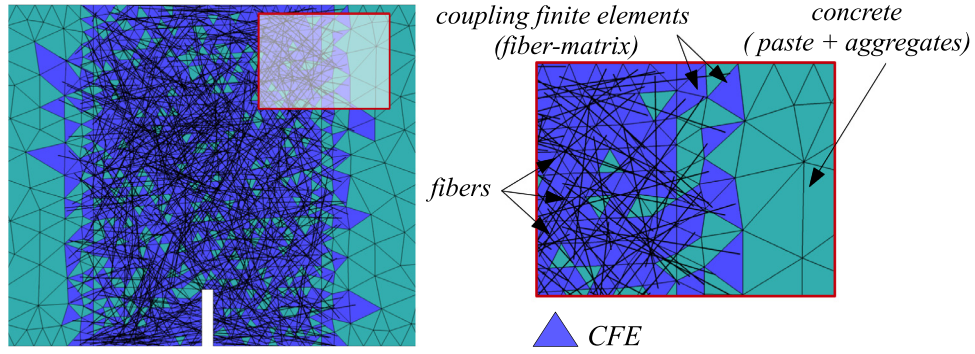 coupling finite elements
(fiber-matrix)
concrete
( paste + aggregates)
fibers
CFE